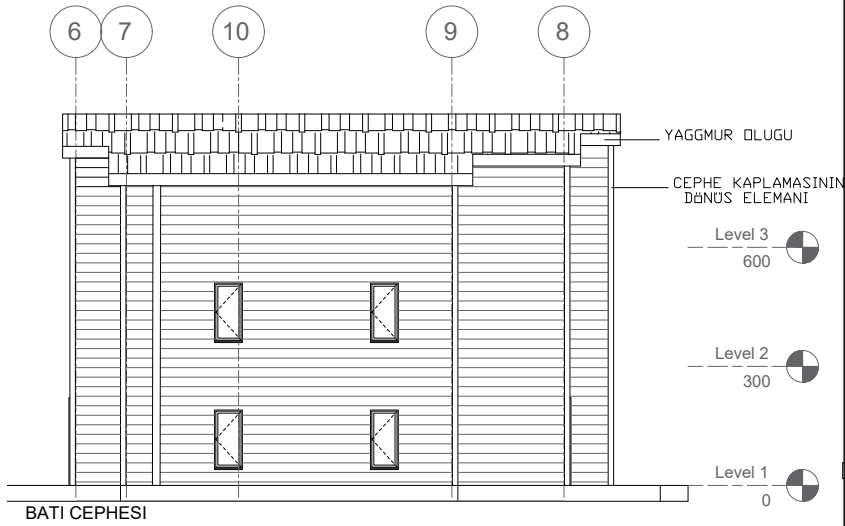 6 7 10 9 8
YAGGMUR OLUGU
CEPHE KAPLAMASININ
DöNÜS ELEMANI
Level 3
600
Level 2
300
Level 1
0
BATI CEPHESI